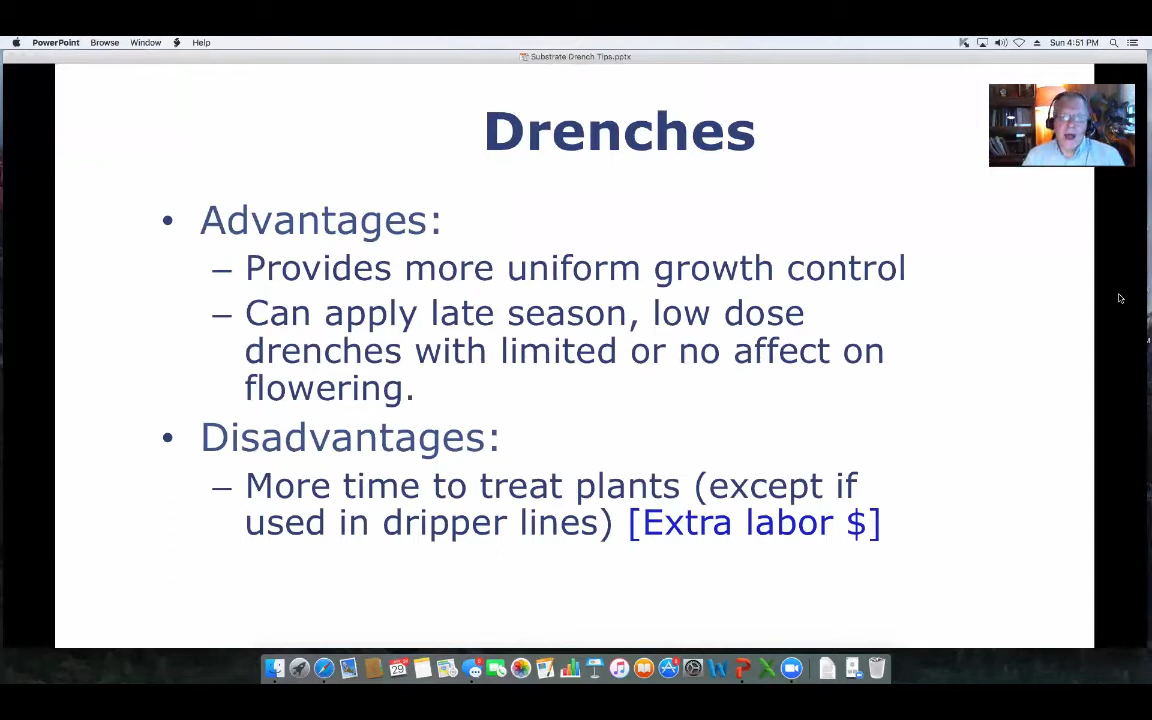 PowerPoint Browse Window Help Sun 4:51 PM
Substrate Drench Tips.pptx
Drenches
• Advantages:
– Provides more uniform growth control
– Can apply late season, low dose
drenches with limited or no affect on
flowering.
• Disadvantages:
– More time to treat plants (except if
used in dripper lines) [Extra labor $]